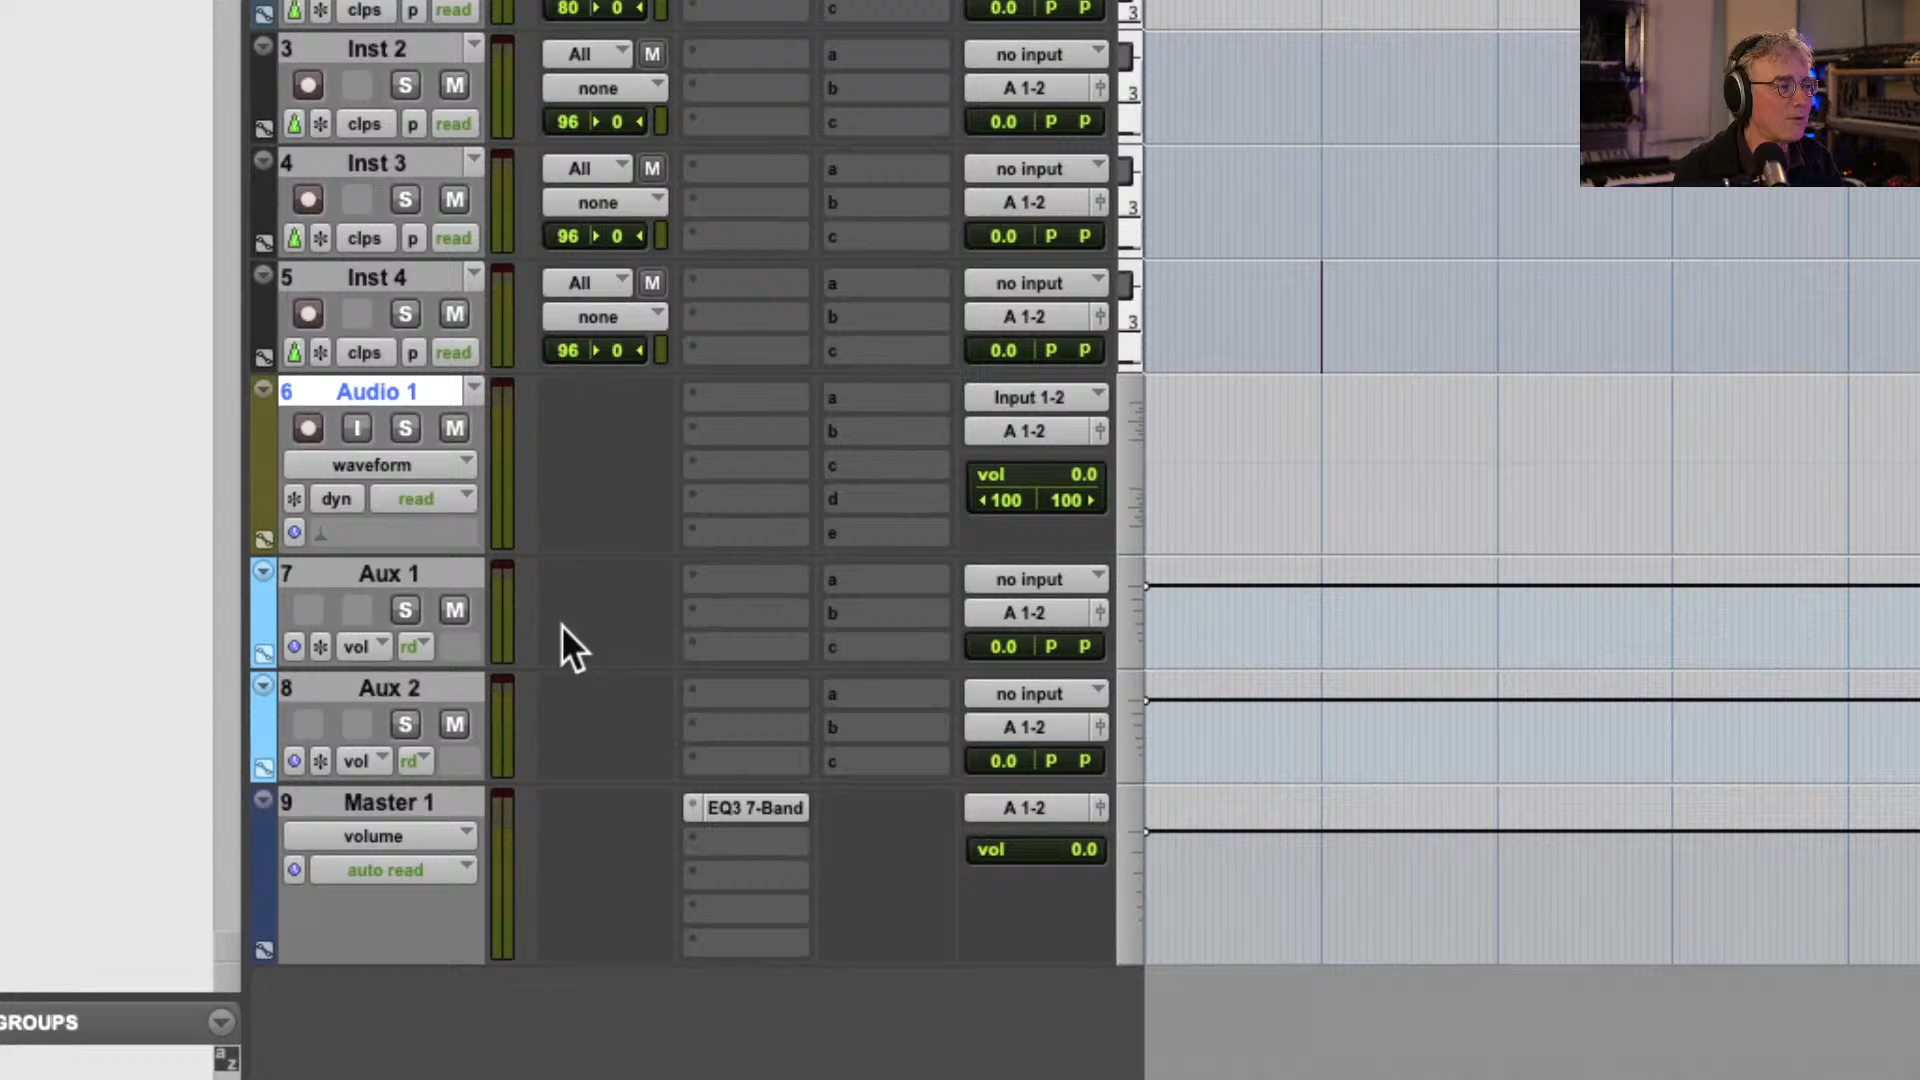 clps p read 80 0 c 0.0 P P 3
3 Inst 2 All M a no input
S M none b A 1-2 3
clps p read 96 0 c 0.0 P P
4 Inst 3 All M a no input
S M none b A 1-2 3
clps p read 96 0 c 0.0 P P
5 Inst 4 All M a no input
S M none b A 1-2 3
clps p read 96 0 c 0.0 P P
6 Audio 1 a Input 1-2
I S M b A 1-2
waveform c vol 0.0
dyn read d 100 100
e
7 Aux 1 a no input
S M b A 1-2
vol rd c 0.0 P P
8 Aux 2 a no input
S M b A 1-2
vol rd c 0.0 P P
9 Master 1 EQ3 7-Band A 1-2
volume vol 0.0
auto read
GROUPS
a
z